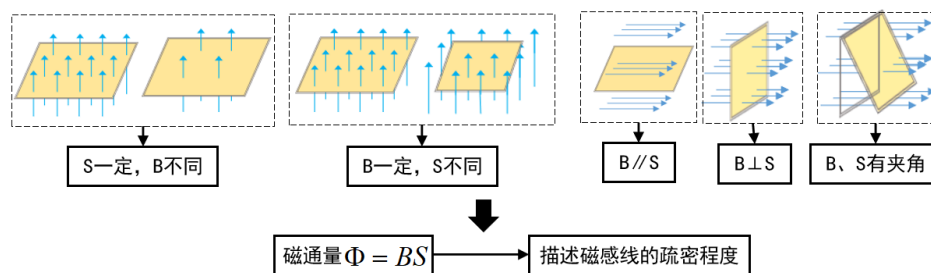 S一定，B不同
B一定，S不同
B∥S
B⊥S
B、S有夹角
磁通量Φ = BS
描述磁感线的疏密程度